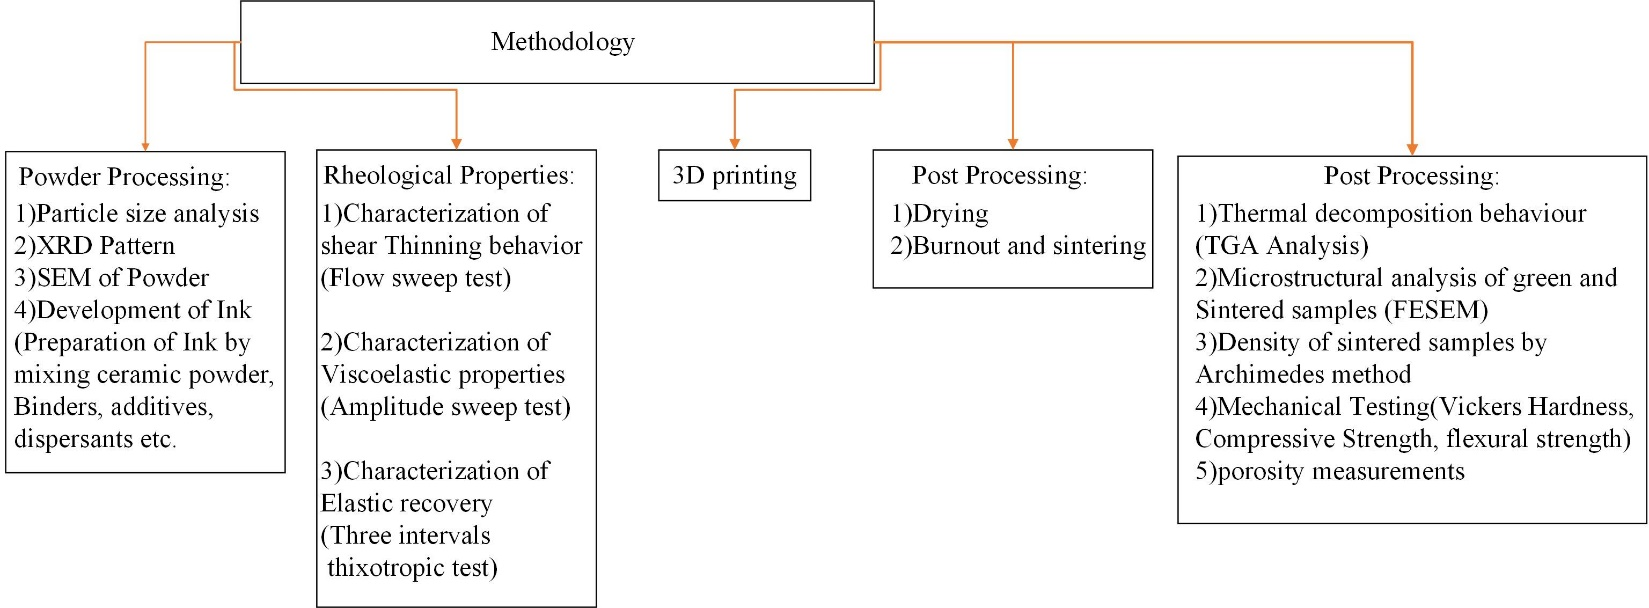 Methodology
Powder Processing:
1)Particle size analysis
2)XRD Pattern
3)SEM of Powder
4)Development of Ink
(Preparation of Ink by
mixing ceramic powder,
Binders, additives,
dispersants etc.
Rheological Properties:
1)Characterization of
shear Thinning behavior
(Flow sweep test)
2)Characterization of
Viscoelastic properties
(Amplitude sweep test)
3)Characterization of
Elastic recovery
(Three intervals
thixotropic test)
3D printing
Post Processing:
1)Drying
2)Burnout and sintering
Post Processing:
1)Thermal decomposition behaviour
(TGA Analysis)
2)Microstructural analysis of green and
Sintered samples (FESEM)
3)Density of sintered samples by
Archimedes method
4)Mechanical Testing(Vickers Hardness,
Compressive Strength, flexural strength)
5)porosity measurements